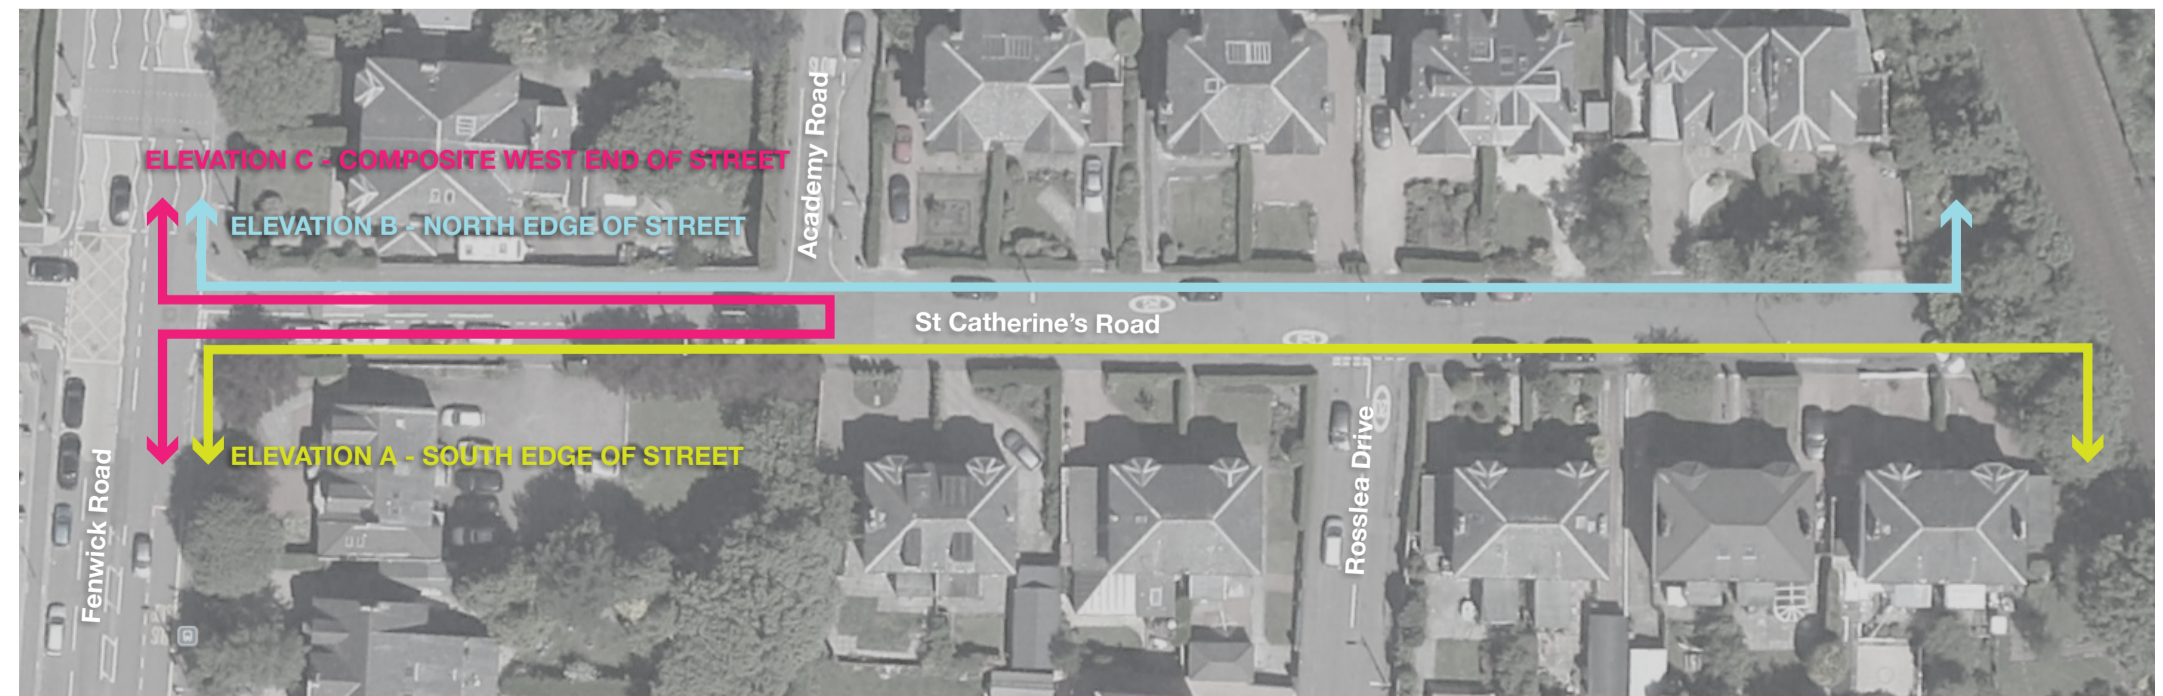 ELEVATION C - COMPOSITE WEST END OF STREET
ELEVATION B - NORTH EDGE OF STREET
Academy Road
St Catherine's Road
ELEVATION A - SOUTH EDGE OF STREET
Fenwick Road
Rosslea Drive